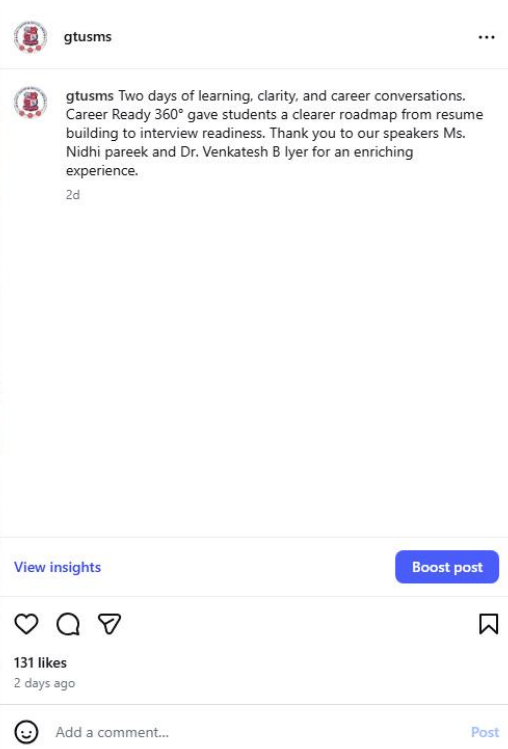 gtusms
gtusms Two days of learning, clarity, and career conversations.
Career Ready 360° gave students a clearer roadmap from resume
building to interview readiness. Thank you to our speakers Ms.
Nidhi pareek and Dr. Venkatesh B Iyer for an enriching
experience.
2d
View insights
Boost post
131 likes
2 days ago
Add a comment...
Post